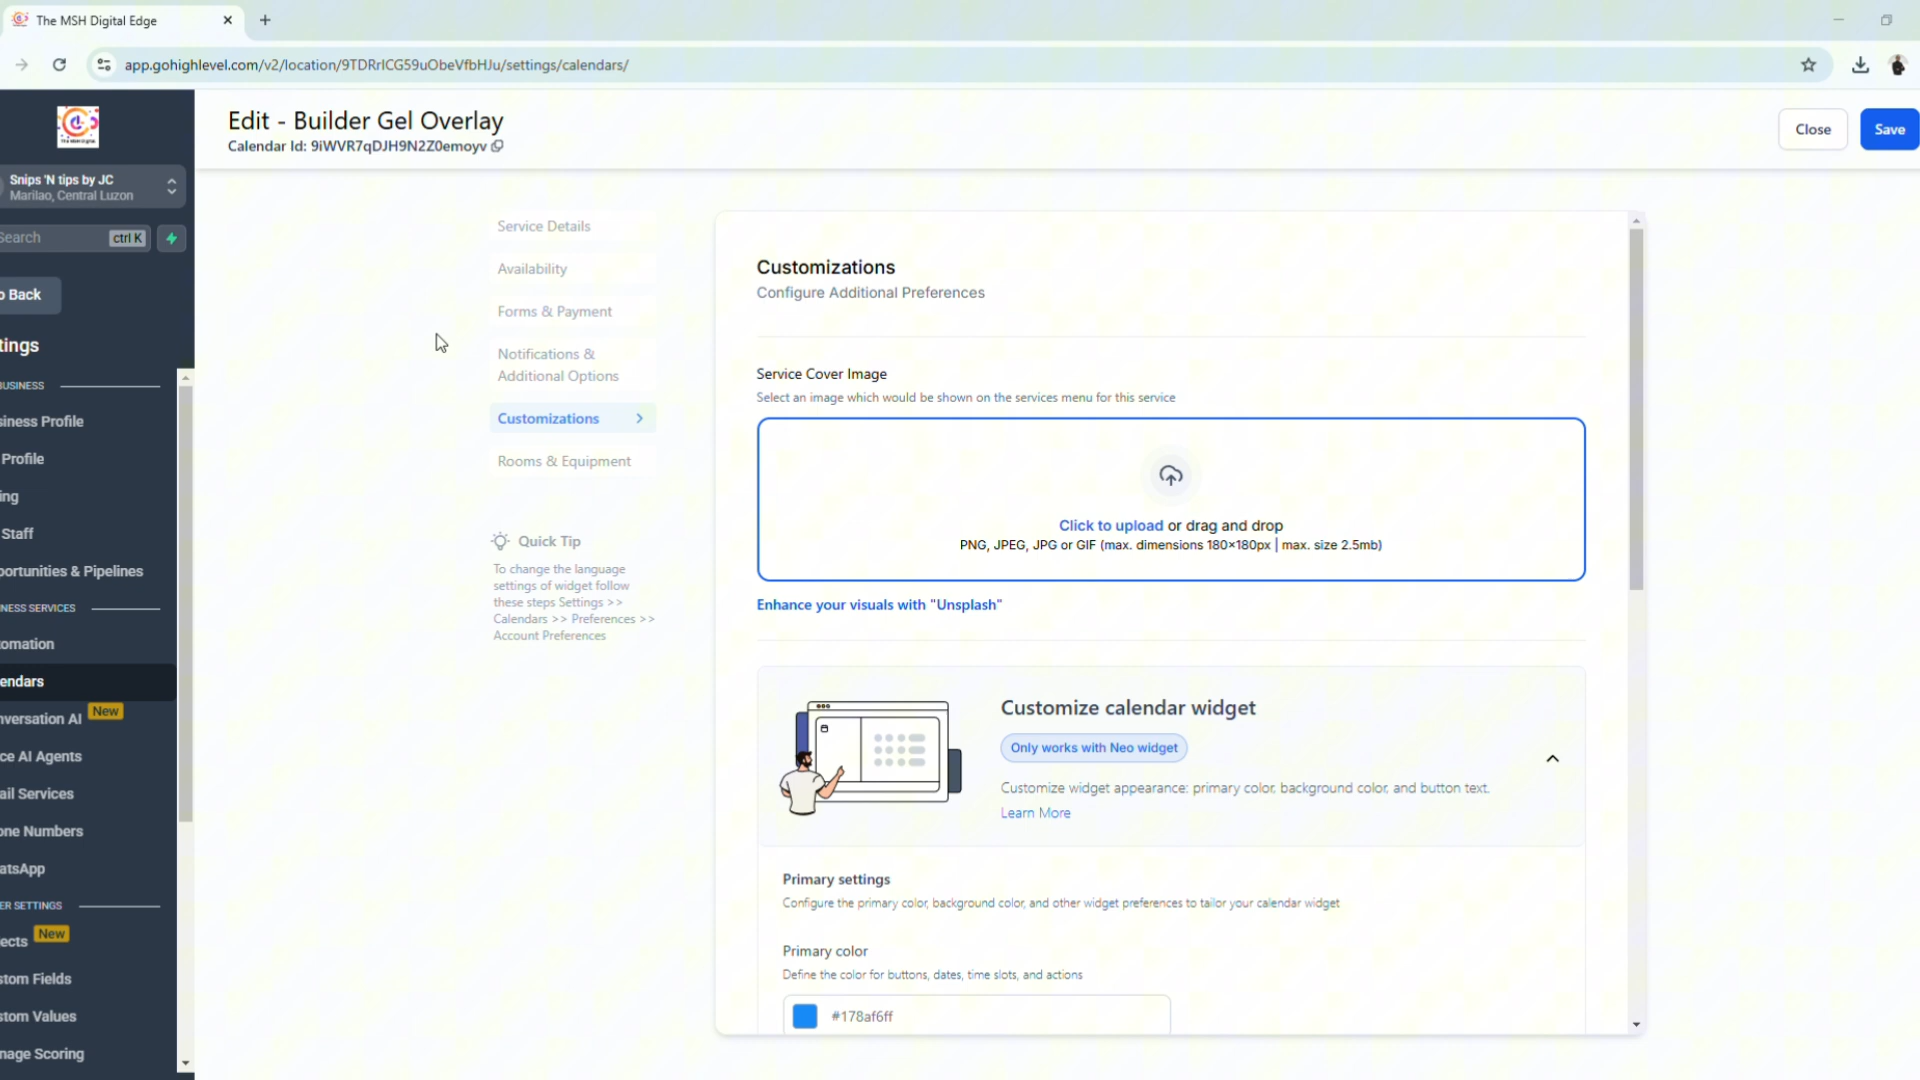 The MSH Digital Edge
app.gohighlevel.com/v2/location/9TDRrICG59uObeVfbHJu/settings/calendars/
Edit - Builder Gel Overlay
Calendar Id: 9iWVR7qDJH9N2Z0emoyv
Close
Save
Snips 'N tips by JC
Marilao, Central Luzon
Search
ctrl K
o Back
tings
BUSINESS
siness Profile
Profile
ing
Staff
portunities & Pipelines
NESS SERVICES
omation
endars
nversation AI New
ce AI Agents
ail Services
one Numbers
atsApp
ER SETTINGS
ects New
stom Fields
stom Values
nage Scoring
Service Details
Availability
Forms & Payment
Notifications &
Additional Options
Customizations
Rooms & Equipment
Quick Tip
To change the language
settings of widget follow
these steps Settings >>
Calendars >> Preferences >>
Account Preferences
Customizations
Configure Additional Preferences
Service Cover Image
Select an image which would be shown on the services menu for this service
Click to upload or drag and drop
PNG, JPEG, JPG or GIF (max. dimensions 180×180px | max. size 2.5mb)
Enhance your visuals with "Unsplash"
Customize calendar widget
Only works with Neo widget
Customize widget appearance: primary color, background color, and button text.
Learn More
Primary settings
Configure the primary color, background color, and other widget preferences to tailor your calendar widget
Primary color
Define the color for buttons, dates, time slots, and actions
#178af6ff